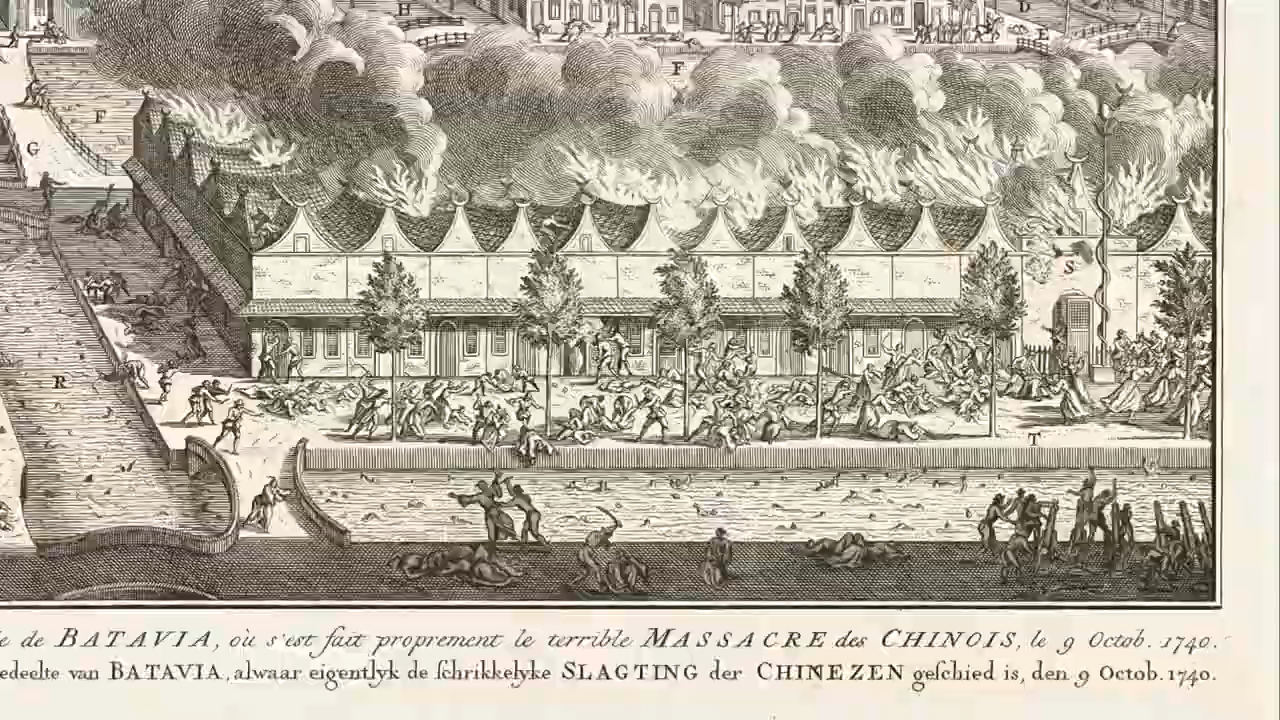 H
D
E
F
F
G
S
R
T
de BATAVIA, où s'est fait proprement le terrible MASSACRE des CHINOIS, le 9 Octob. 1740.
edeelte van BATAVIA, alwaar eigentlyk de ſchrikkelyke SLAGTING der CHINEZEN geſchied is, den 9 Octob. 1740.